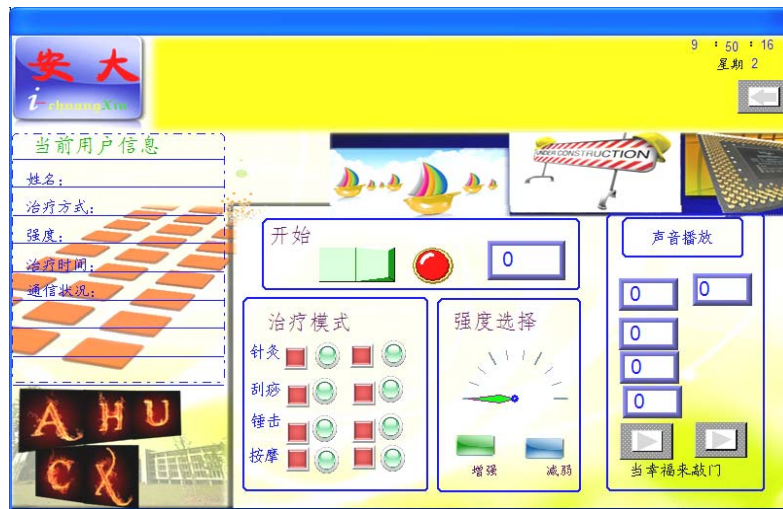 9 : 50 : 16
星期 2
安大
i-chuangXin
当前用户信息
姓名：
治疗方式：
强度：
治疗时间：
通信状况：
UNDER CONSTRUCTION
开始
0
声音播放
0
0
0
0
0
治疗模式
针灸
刮痧
锤击
按摩
强度选择
增强
减弱
当幸福来敲门
AHU
CX